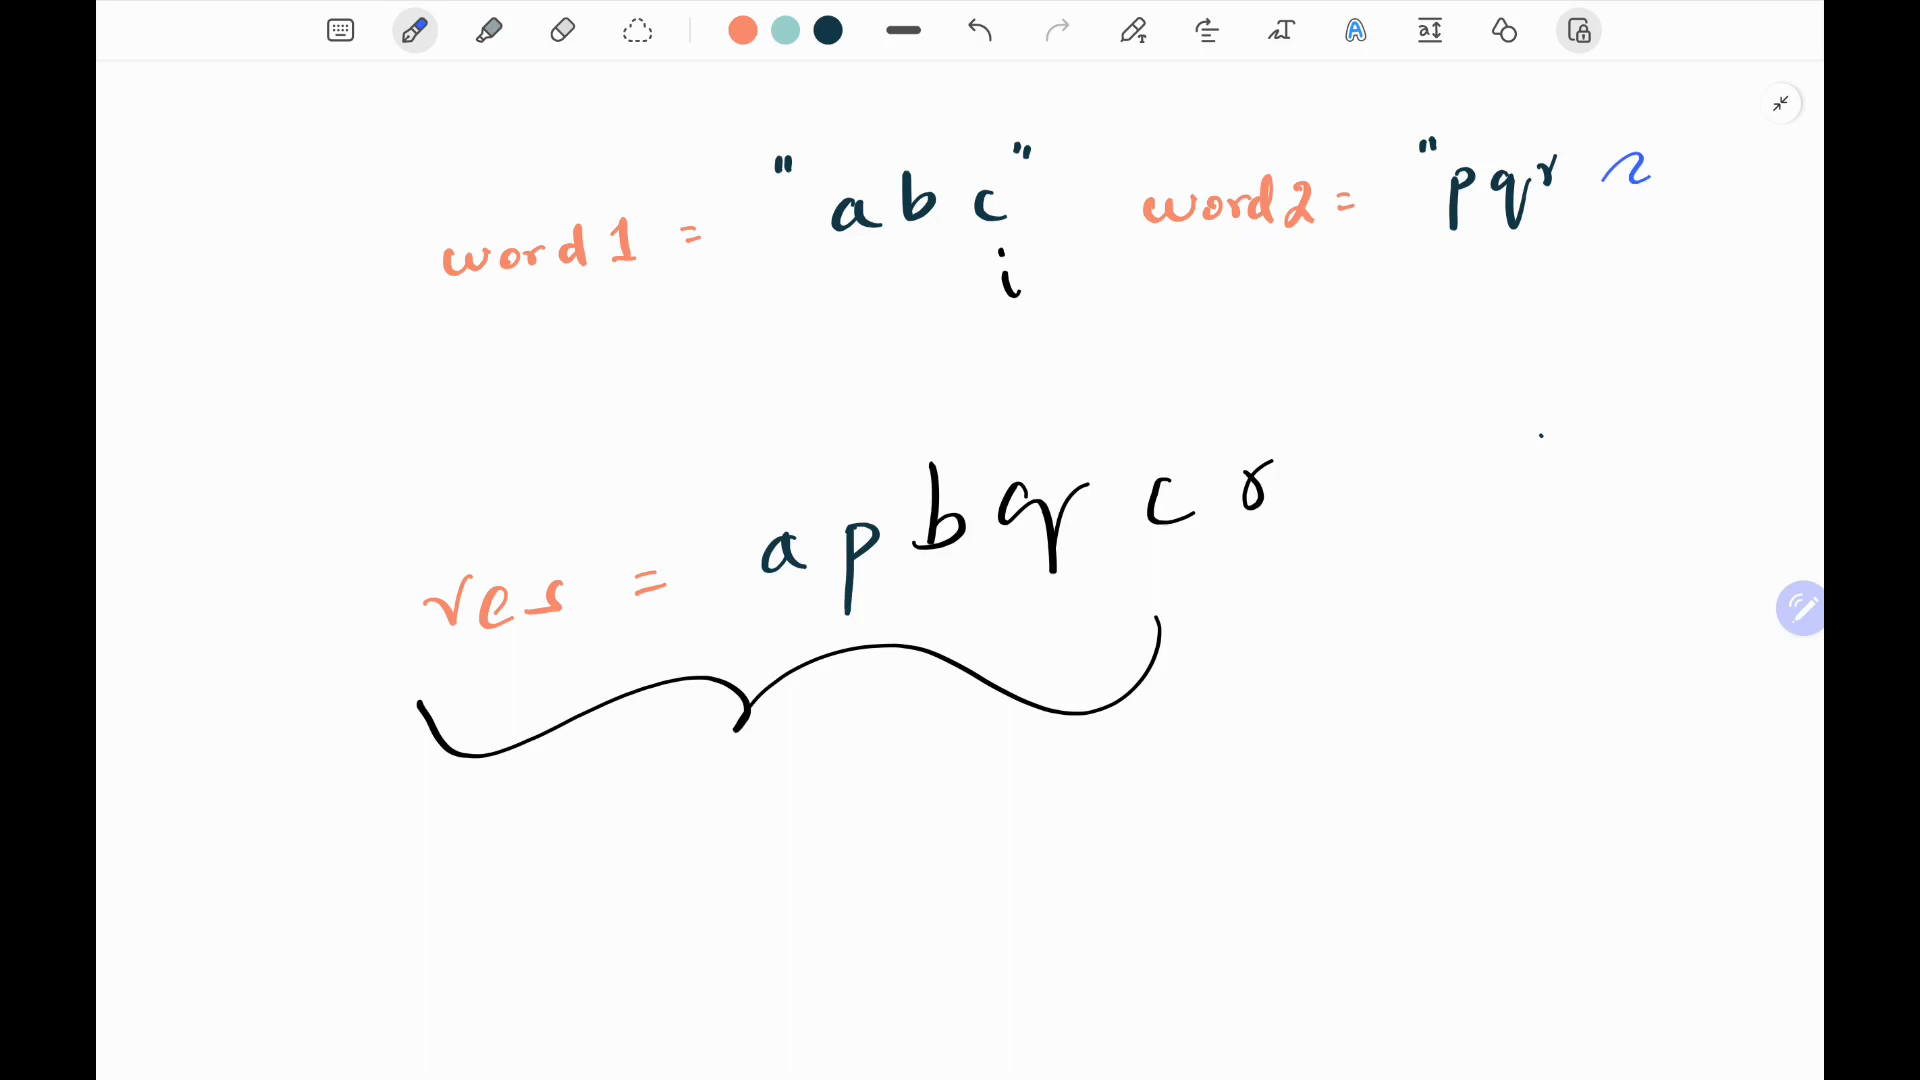 word1 = "abc" word2 = "pqr
i
res = apbqcr